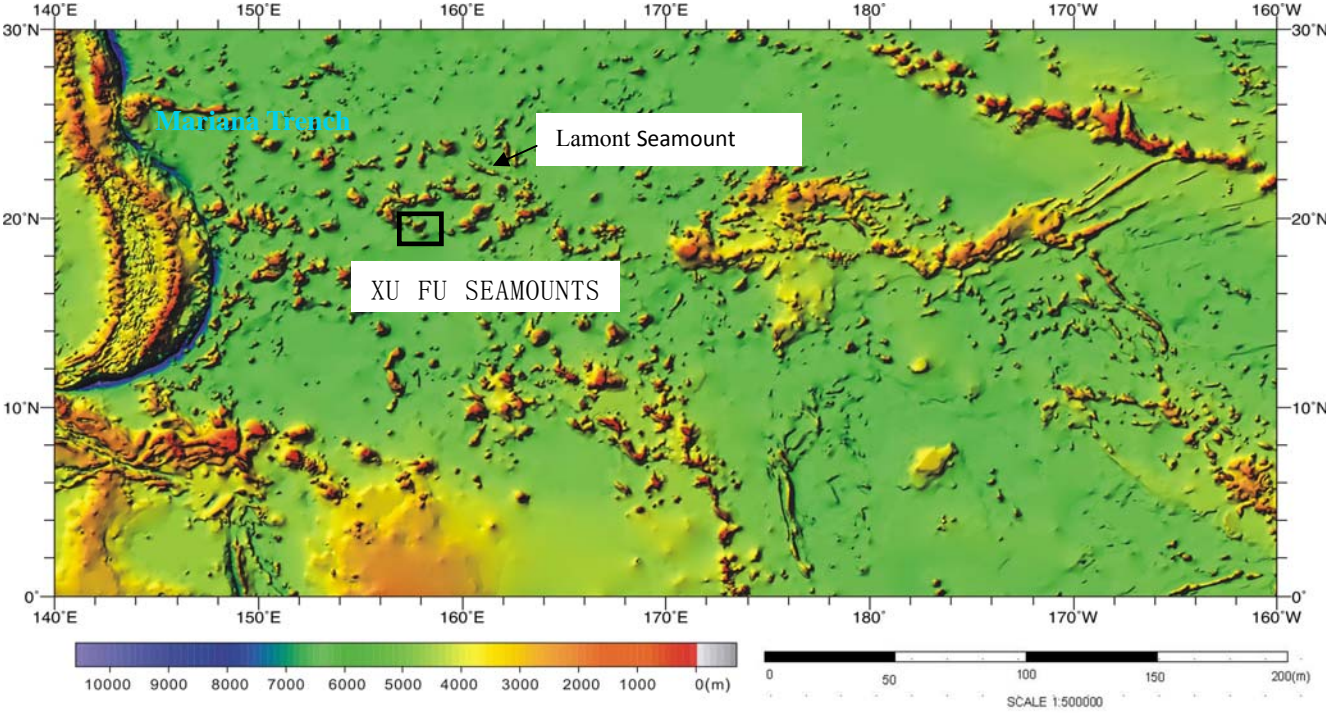 140° 150° 160° 170° 180° 170°W 160°W
30°N 30°N
Mariana Trench
Lamont Seamount
20°N 20°N
XU FU SEAMOUNTS
10°N 10°N
0° 0°
140° 150°E 160°E 170°E 180° 170°W 160°W
10000 9000 8000 7000 6000 5000 4000 3000 2000 1000 0(m)
0 50 100 150 200(m)
SCALE 1:500000